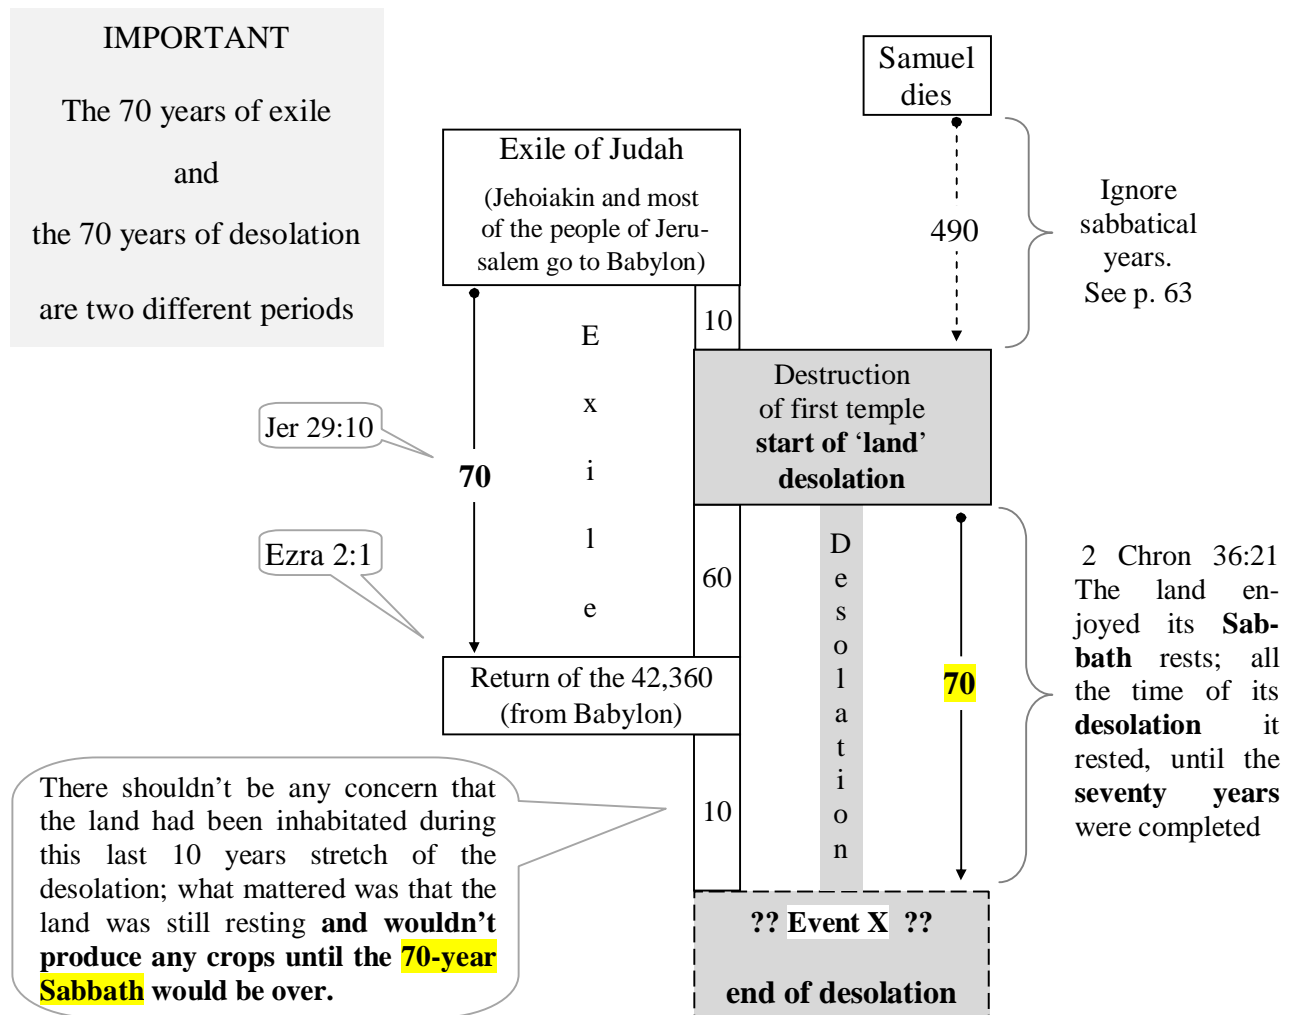 IMPORTANT
The 70 years of exile
and
the 70 years of desolation
are two different periods
Samuel
dies
490
Ignore
sabbatical
years.
See p. 63
Exile of Judah
(Jehoiakin and most
of the people of Jeru-
salem go to Babylon)
10
E
x
i
l
e
70
Jer 29:10
Ezra 2:1
Destruction
of first temple
start of ‘land’
desolation
60
D
e
s
o
l
a
t
i
o
n
70
2 Chron 36:21
The land en-
joyed its Sab-
bath rests; all
the time of its
desolation it
rested, until the
seventy years
were completed
Return of the 42,360
(from Babylon)
10
There shouldn’t be any concern that
the land had been inhabitated during
this last 10 years stretch of the
desolation; what mattered was that the
land was still resting and wouldn’t
produce any crops until the 70-year
Sabbath would be over.
?? Event X ??
end of desolation